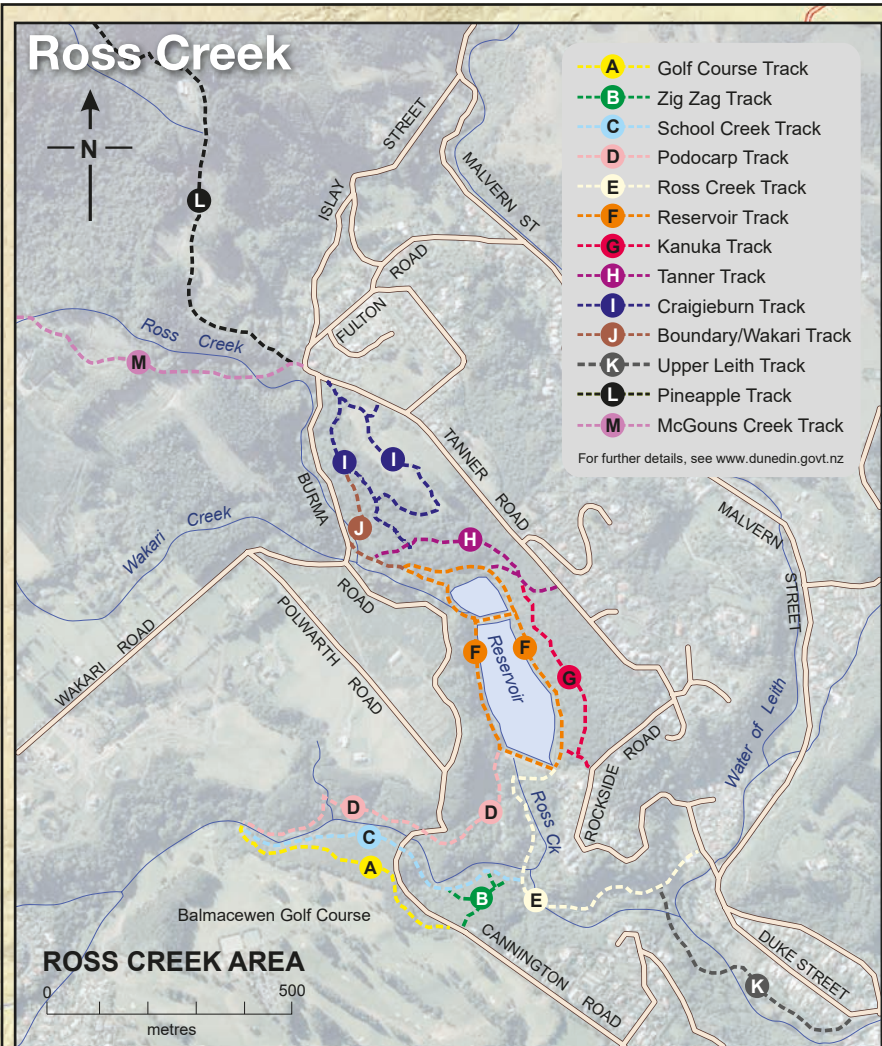 Ross Creek
N
A Golf Course Track
B Zig Zag Track
C School Creek Track
D Podocarp Track
E Ross Creek Track
F Reservoir Track
G Kanuka Track
H Tanner Track
I Craigieburn Track
J Boundary/Wakari Track
K Upper Leith Track
L Pineapple Track
M McGouns Creek Track
For further details, see www.dunedin.govt.nz
ISLAY STREET
MALVERN ST
L
FULTON ROAD
Ross Creek
M
TANNER ROAD
I
I
BURMA ROAD
J
H
Wakari Creek
MALVERN STREET
WAKARI ROAD
POLWARTH ROAD
F
F
Reservoir
G
Water of Leith
ROCKSIDE ROAD
Ross Ck
D
D
C
A
B
E
Balmacewen Golf Course
CANNINGTON ROAD
DUKE STREET
K
ROSS CREEK AREA
0 500
metres